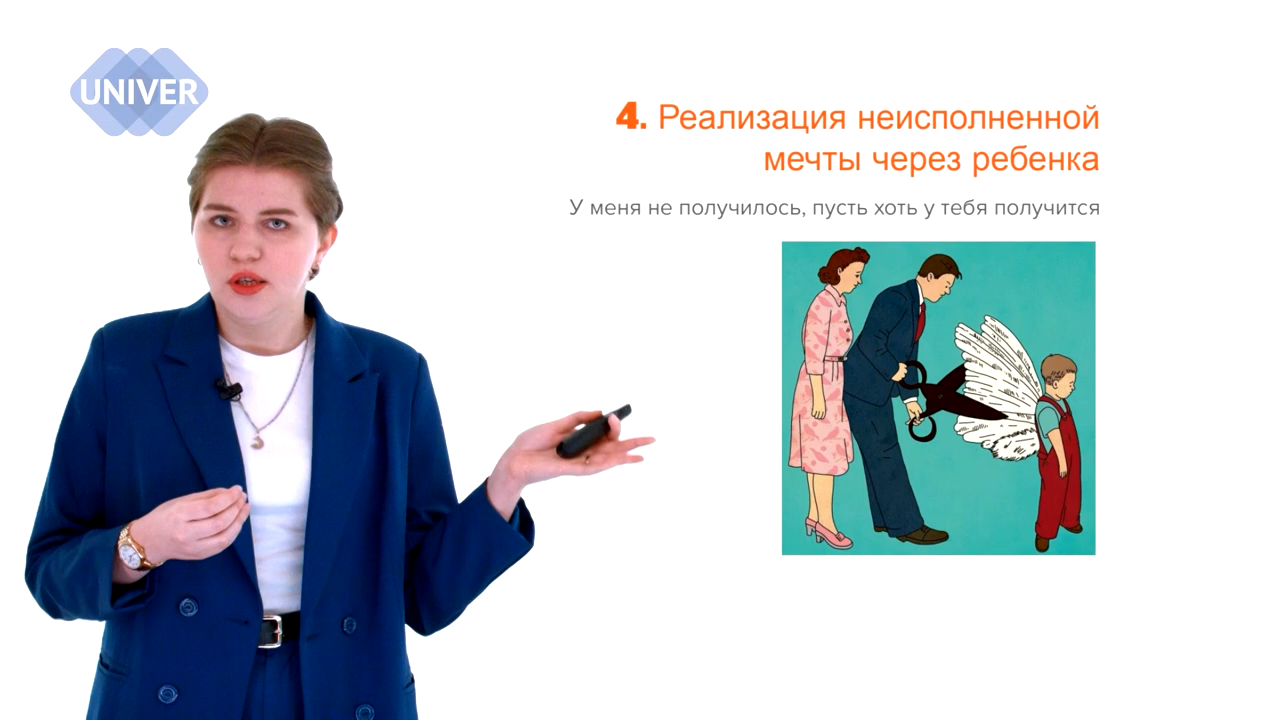 UNIVER
4. Реализация неисполненной
мечты через ребенка
У меня не получилось, пусть хоть у тебя получится